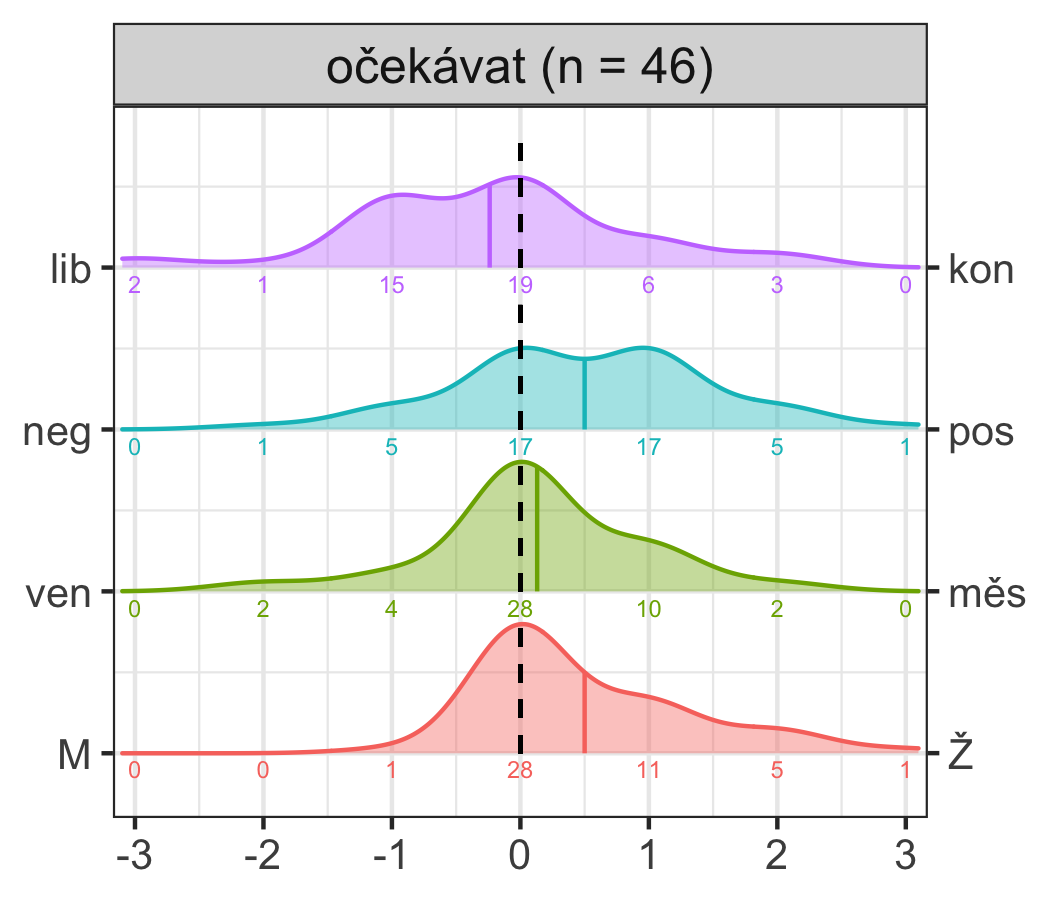 očekávat (n = 46)
lib kon
2 1 15 19 6 3 0
neg pos
0 1 5 17 17 5 1
ven měs
0 2 4 28 10 2 0
M Ž
0 0 1 28 11 5 1
-3 -2 -1 0 1 2 3